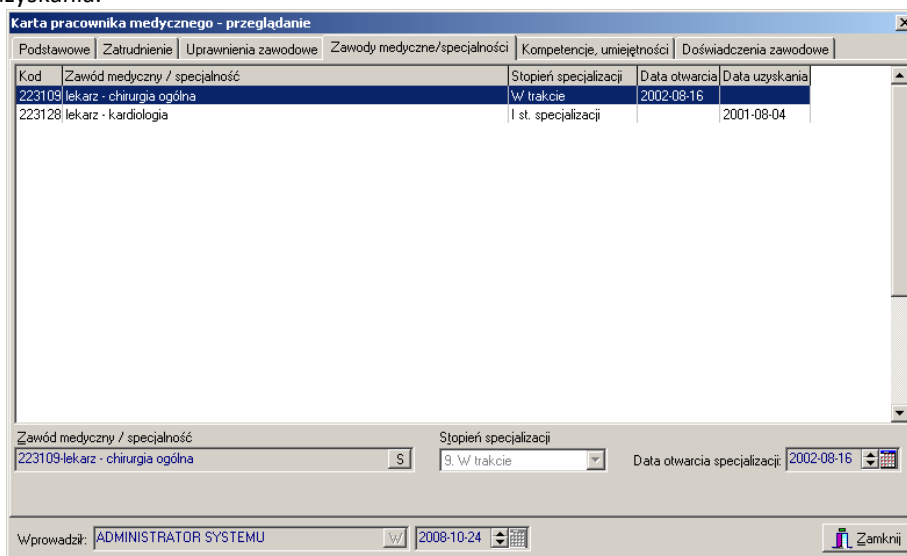 uzyskania.
Karta pracownika medycznego - przeglądanie
Podstawowe Zatrudnienie Uprawnienia zawodowe Zawody medyczne/specjalności Kompetencje, umiejętności Doświadczenia zawodowe
Kod Zawód medyczny / specjalność Stopień specjalizacji Data otwarcia Data uzyskania
223109 lekarz - chirurgia ogólna W trakcie 2002-08-16
223128 lekarz - kardiologia I st. specjalizacji 2001-08-04
Zawód medyczny / specjalność Stopień specjalizacji
223109-lekarz - chirurgia ogólna S 9. W trakcie Data otwarcia specjalizacji: 2002-08-16
Wprowadził: ADMINISTRATOR SYSTEMU W 2008-10-24 Zamknij